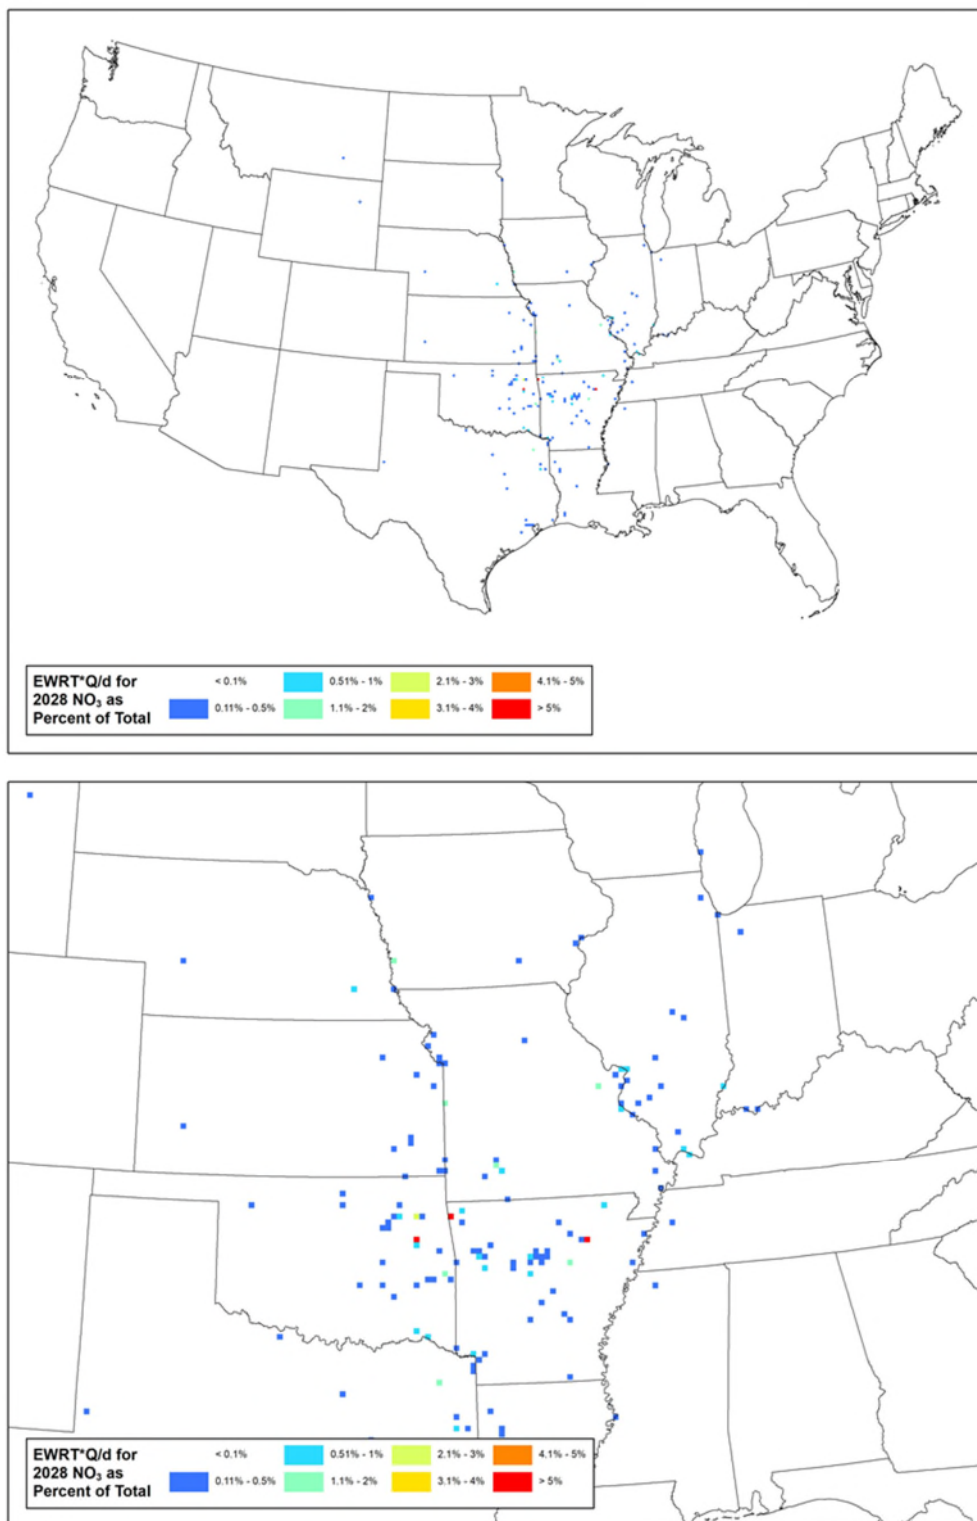 EWRT*Q/d for
2028 NO₃ as
Percent of Total
< 0.1%
0.51% - 1%
2.1% - 3%
4.1% - 5%
0.11% - 0.5%
1.1% - 2%
3.1% - 4%
> 5%
EWRT*Q/d for
2028 NO₃ as
Percent of Total
< 0.1%
0.51% - 1%
2.1% - 3%
4.1% - 5%
0.11% - 0.5%
1.1% - 2%
3.1% - 4%
> 5%